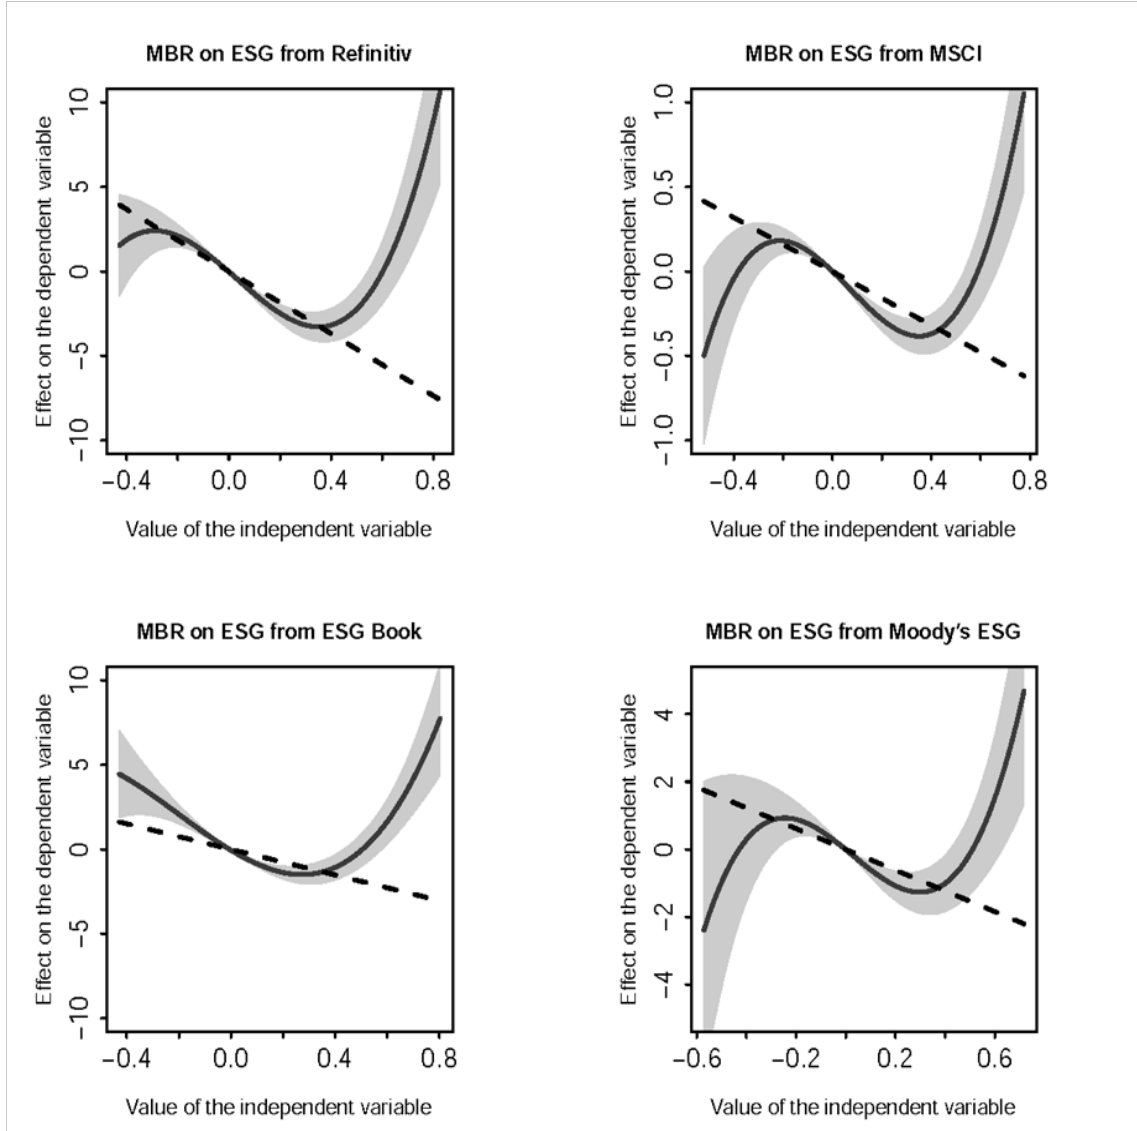 MBR on ESG from Refinitiv
Effect on the dependent variable
10
5
0
−5
−10
−0.4 0.0 0.4 0.8
Value of the independent variable
MBR on ESG from MSCI
Effect on the dependent variable
1.0
0.5
0.0
−0.5
−1.0
−0.4 0.0 0.4 0.8
Value of the independent variable
MBR on ESG from ESG Book
Effect on the dependent variable
10
5
0
−5
−10
−0.4 0.0 0.4 0.8
Value of the independent variable
MBR on ESG from Moody's ESG
Effect on the dependent variable
4
2
0
−2
−4
−0.6 −0.2 0.2 0.6
Value of the independent variable